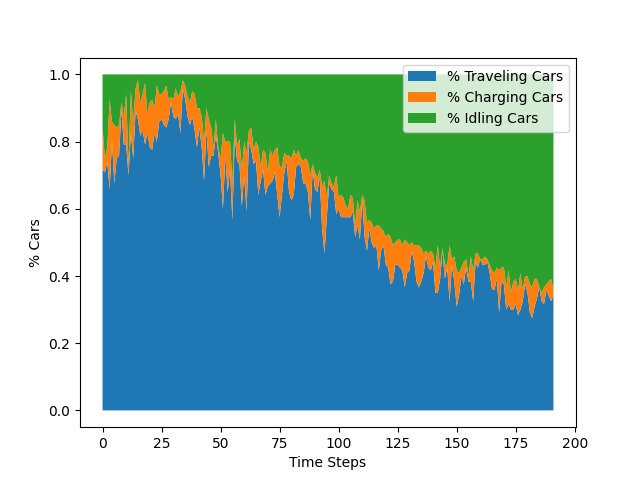 % Traveling Cars
% Charging Cars
% Idling Cars
1.0
0.8
0.6
0.4
0.2
0.0
% Cars
0 25 50 75 100 125 150 175 200
Time Steps